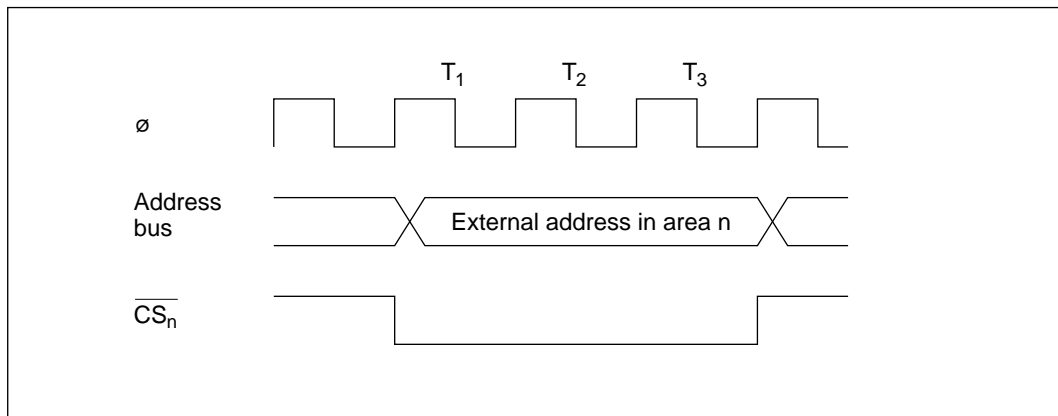 T1 T2 T3
ø
Address
bus
External address in area n
CSn